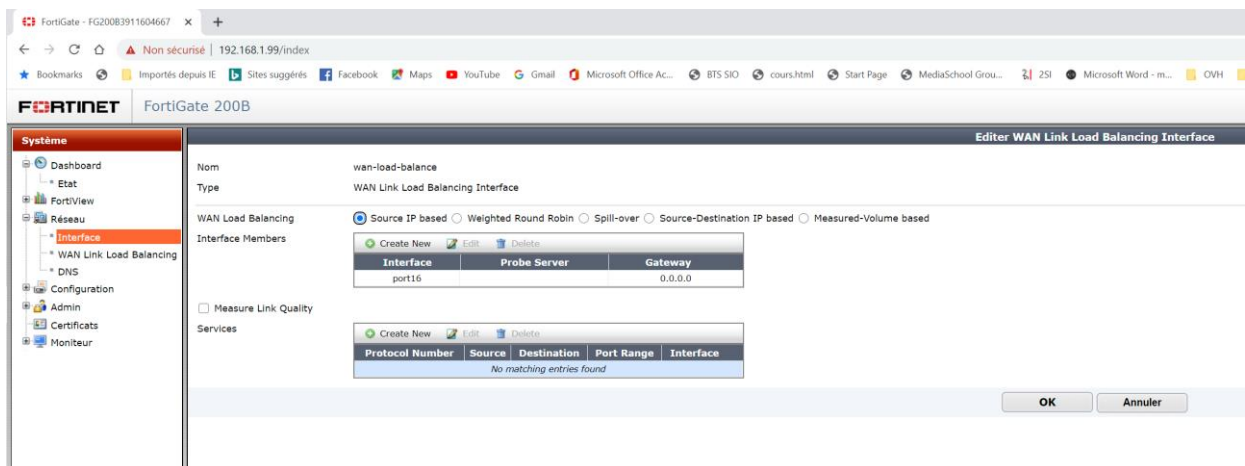 FortiGate - FG200B3911604667
Non sécurisé | 192.168.1.99/index
Bookmarks Importés depuis IE Sites suggérés Facebook Maps YouTube Gmail Microsoft Office Ac... BTS SIO cours.html Start Page MediaSchool Grou... 2SI Microsoft Word - m... OVH
FORTINET FortiGate 200B
Système
Dashboard
Etat
FortiView
Réseau
Interface
WAN Link Load Balancing
DNS
Configuration
Admin
Certificats
Moniteur
Editer WAN Link Load Balancing Interface
Nom wan-load-balance
Type WAN Link Load Balancing Interface
WAN Load Balancing Source IP based Weighted Round Robin Spill-over Source-Destination IP based Measured-Volume based
Interface Members
Create New Edit Delete
Interface Probe Server Gateway
port16 0.0.0.0
Measure Link Quality
Services
Create New Edit Delete
Protocol Number Source Destination Port Range Interface
No matching entries found
OK Annuler